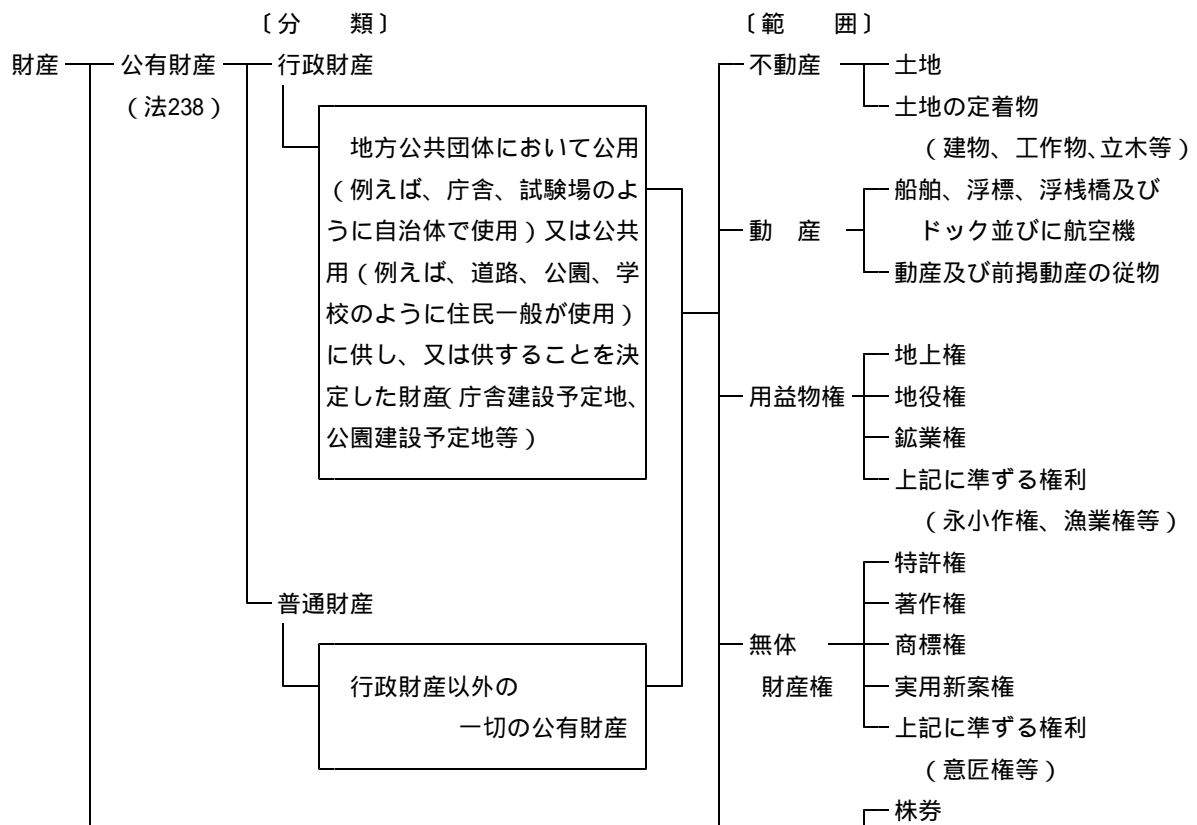 〔分　　類〕
〔範　　囲〕
財産
公有財産
（法238）
行政財産
地方公共団体において公用
（例えば、庁舎、試験場のよ
うに自治体で使用）又は公共
用（例えば、道路、公園、学
校のように住民一般が使用）
に供し、又は供することを決
定した財産（庁舎建設予定地、
公園建設予定地等）
普通財産
行政財産以外の
一切の公有財産
不動産
土地
土地の定着物
（建物、工作物、立木等）
動　産
船舶、浮標、浮桟橋及び
ドック並びに航空機
動産及び前掲動産の従物
用益物権
地上権
地役権
鉱業権
上記に準ずる権利
（永小作権、漁業権等）
無体
財産権
特許権
著作権
商標権
実用新案権
上記に準ずる権利
（意匠権等）
株券